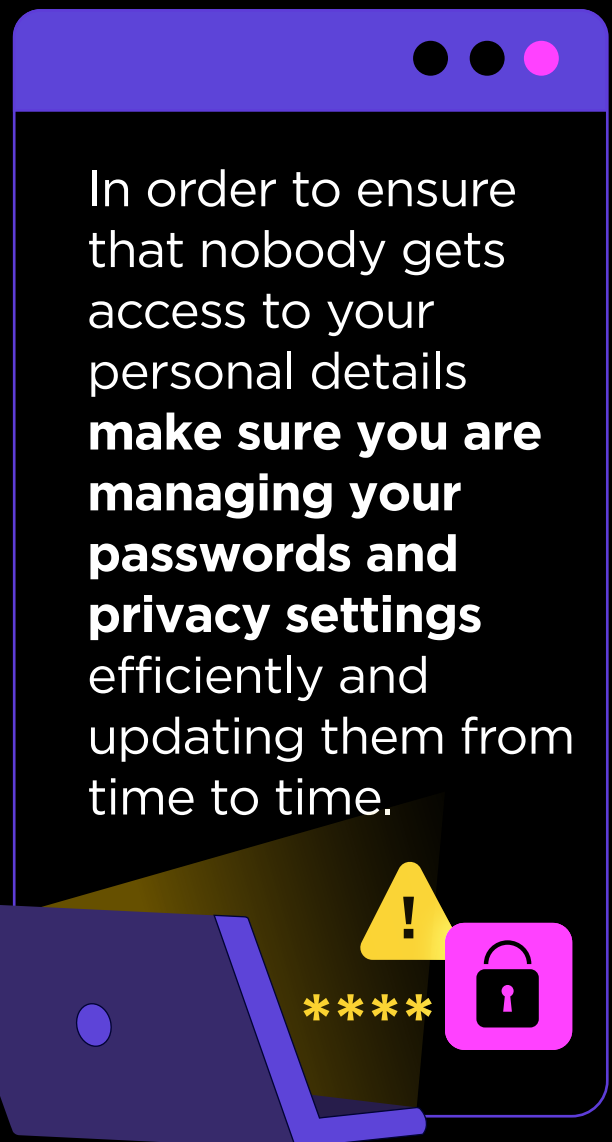 In order to ensure
that nobody gets
access to your
personal details
make sure you are
managing your
passwords and
privacy settings
efficiently and
updating them from
time to time.
!
****